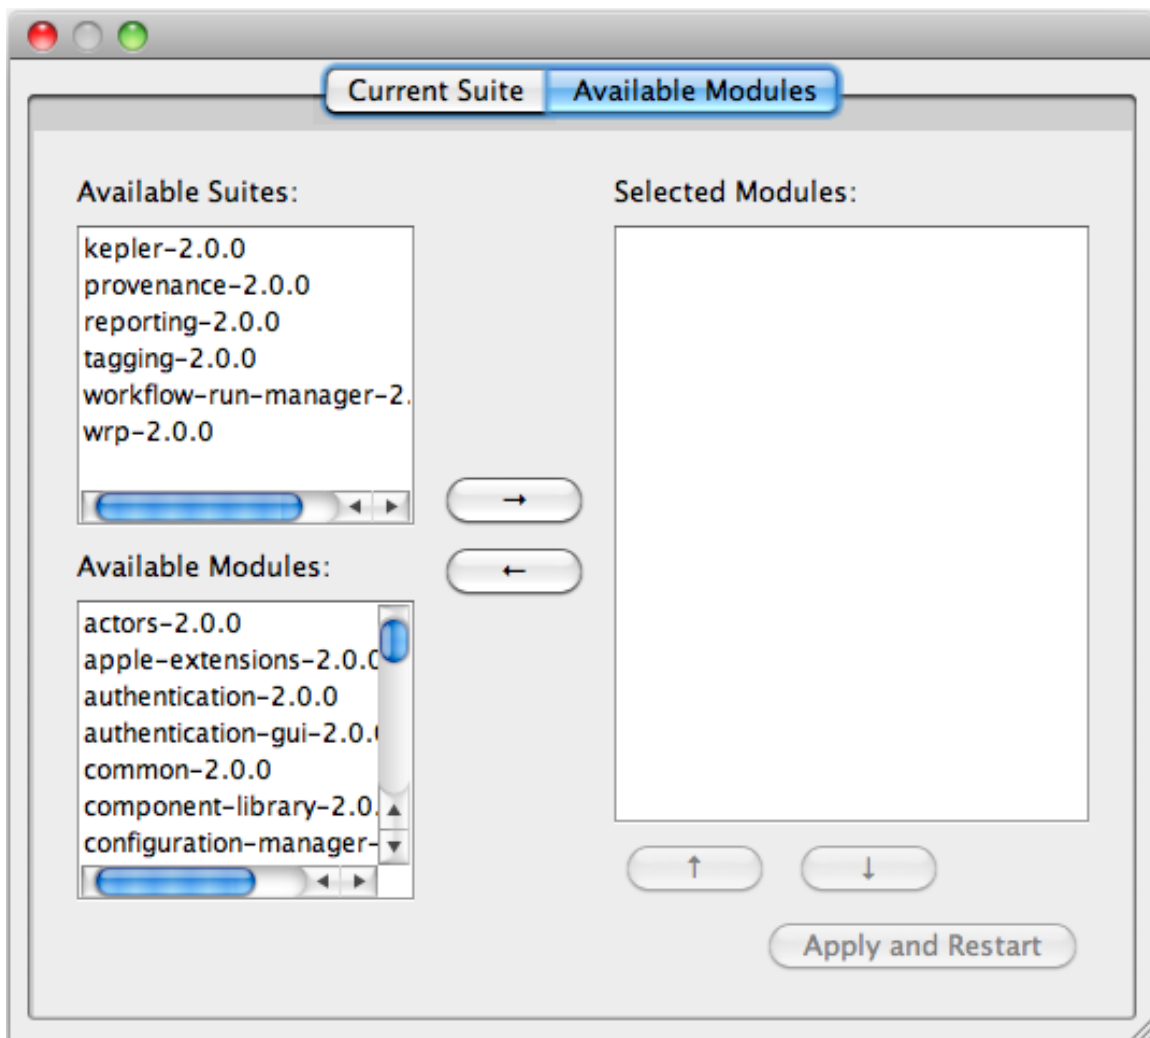 Current Suite
Available Modules
Available Suites:
kepler-2.0.0
provenance-2.0.0
reporting-2.0.0
tagging-2.0.0
workflow-run-manager-2.
wrp-2.0.0
Available Modules:
actors-2.0.0
apple-extensions-2.0.0
authentication-2.0.0
authentication-gui-2.0.
common-2.0.0
component-library-2.0.
configuration-manager-
Selected Modules:
→
←
↑
↓
Apply and Restart